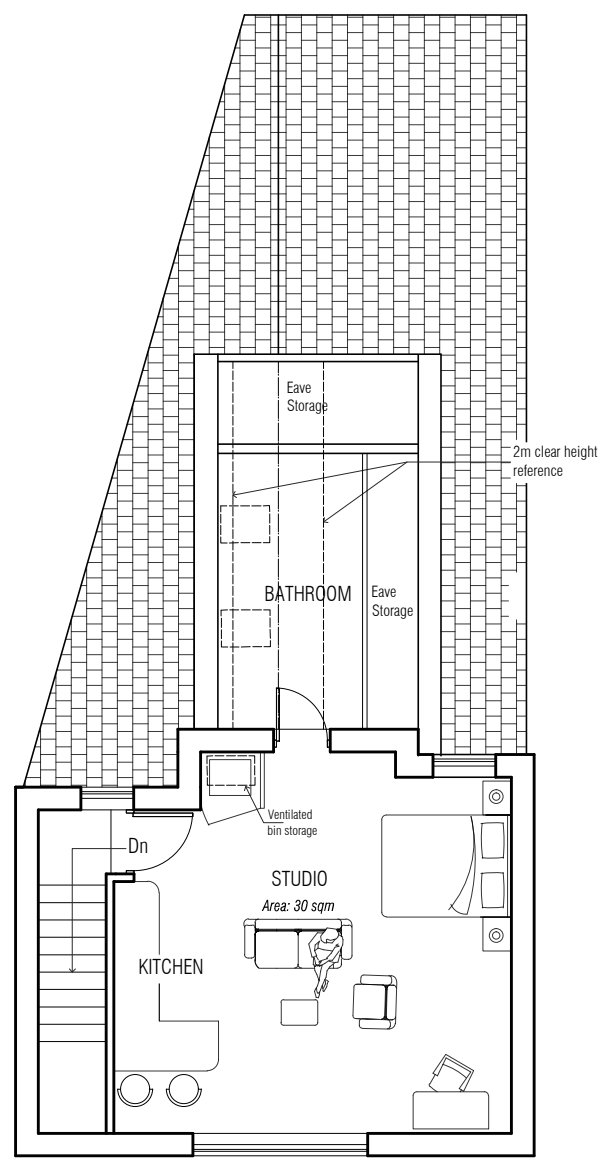 Eave
Storage
2m clear height
reference
BATHROOM
Eave
Storage
Ventilated
bin storage
Dn
STUDIO
Area: 30 sqm
KITCHEN